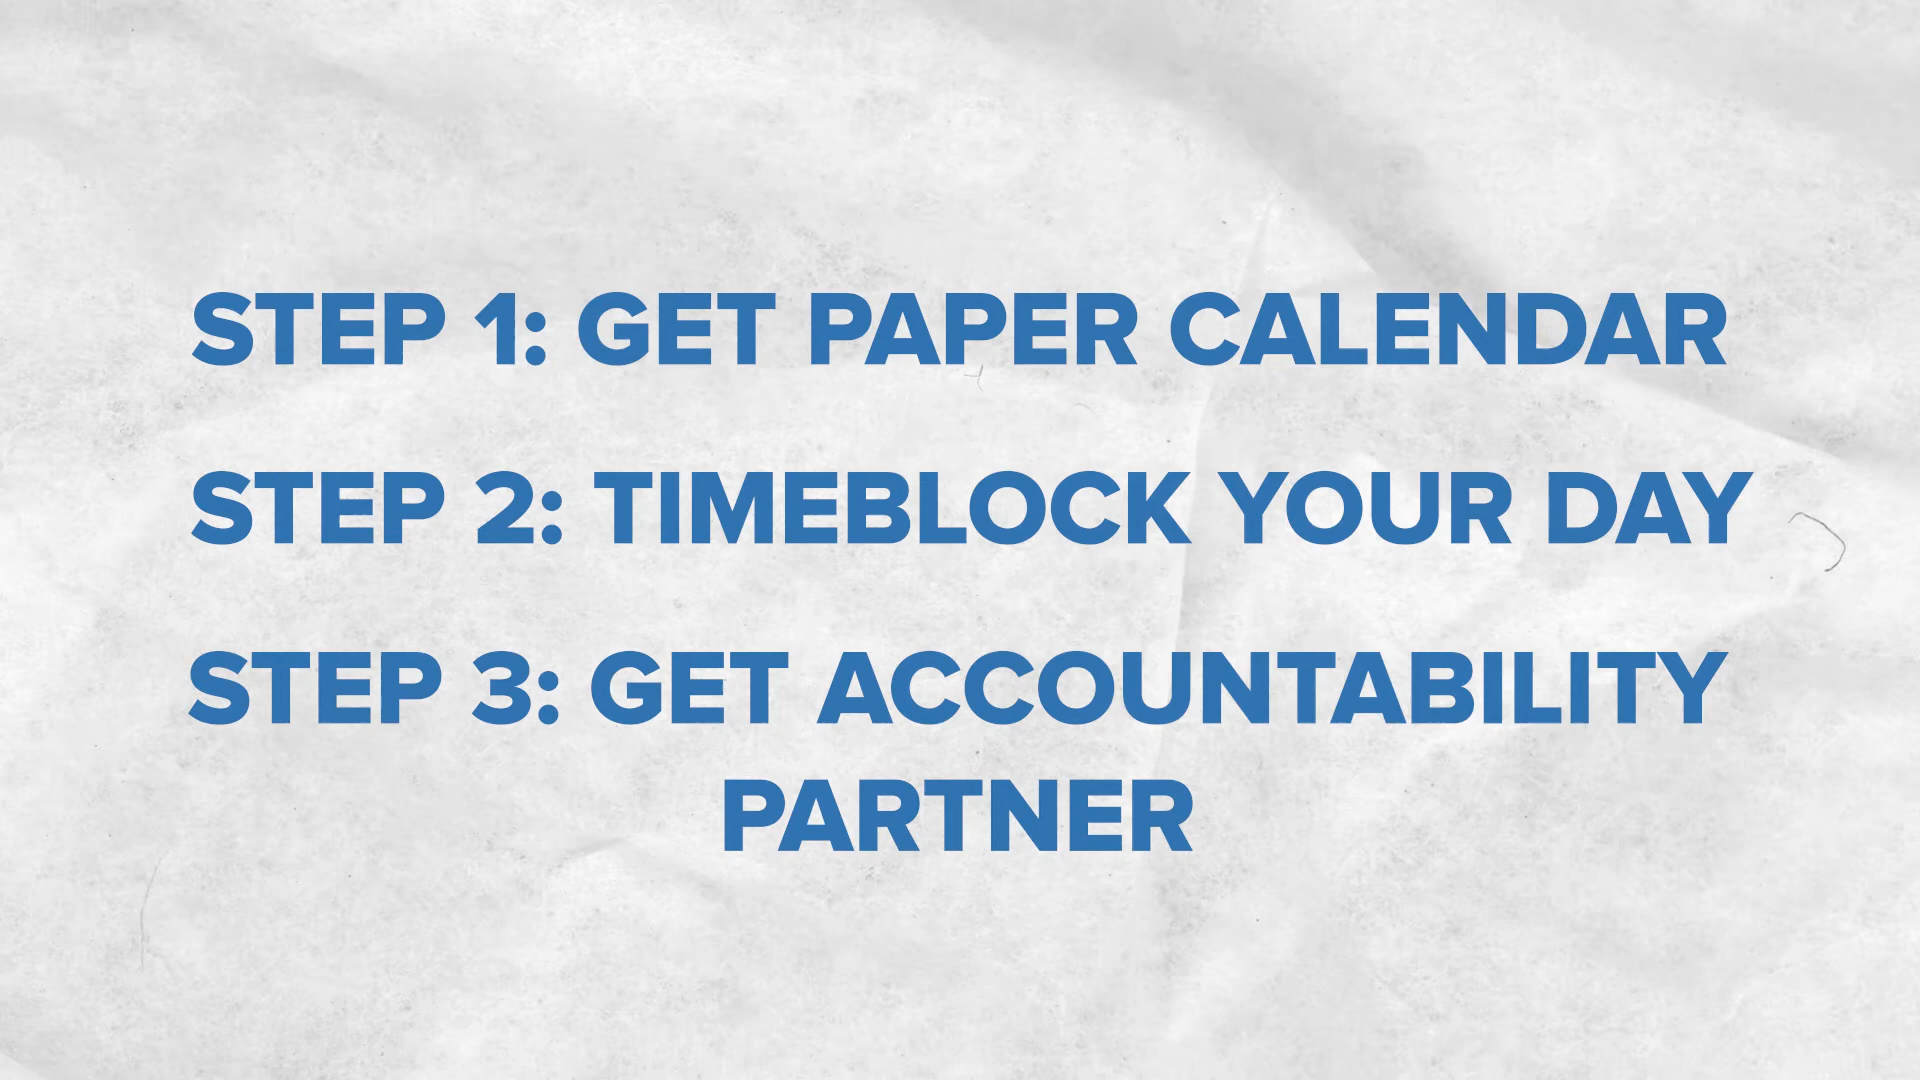 STEP 1: GET PAPER CALENDAR
STEP 2: TIMEBLOCK YOUR DAY
STEP 3: GET ACCOUNTABILITY
PARTNER